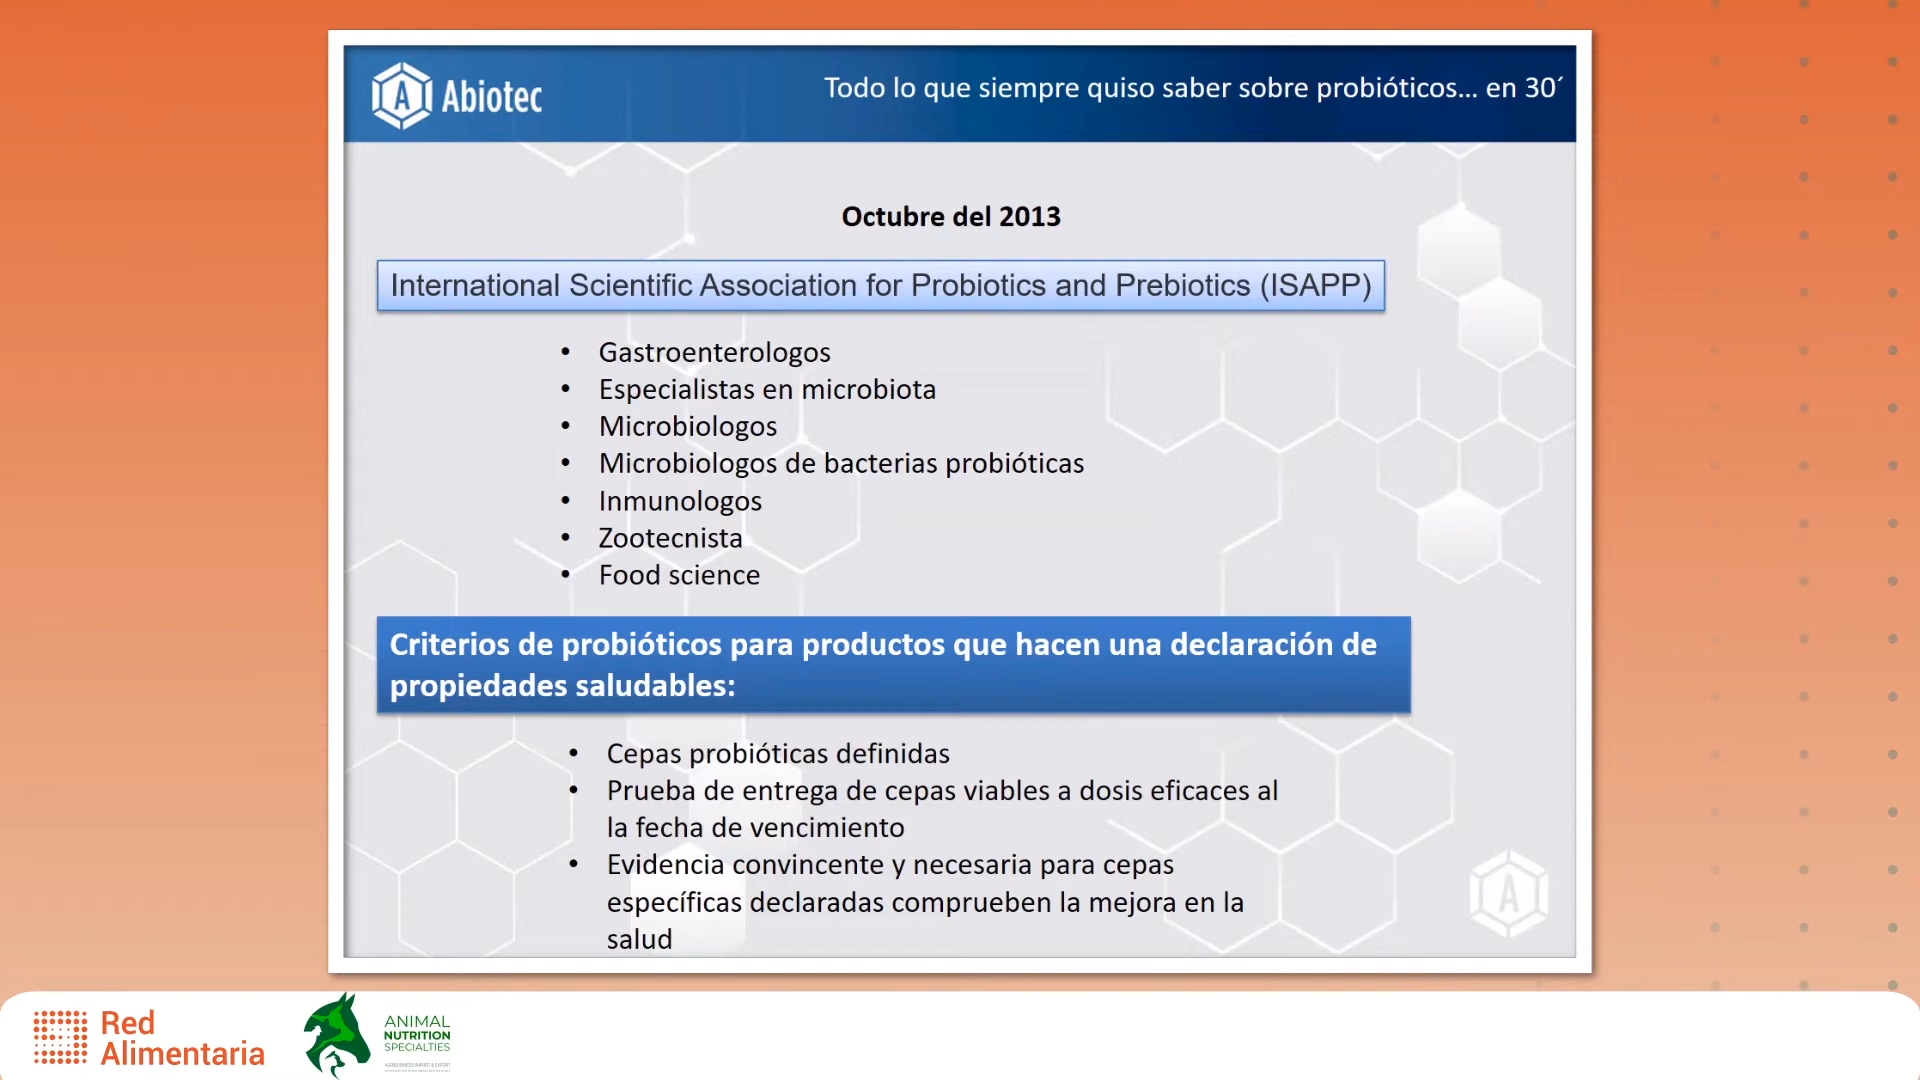 Abiotec
Todo lo que siempre quiso saber sobre probióticos... en 30´
Octubre del 2013
International Scientific Association for Probiotics and Prebiotics (ISAPP)
• Gastroenterologos
• Especialistas en microbiota
• Microbiologos
• Microbiologos de bacterias probióticas
• Inmunologos
• Zootecnista
• Food science
Criterios de probióticos para productos que hacen una declaración de
propiedades saludables:
• Cepas probióticas definidas
• Prueba de entrega de cepas viables a dosis eficaces al
la fecha de vencimiento
• Evidencia convincente y necesaria para cepas
específicas declaradas comprueben la mejora en la
salud
A
Red
Alimentaria
ANIMAL
NUTRITION
SPECIALTIES